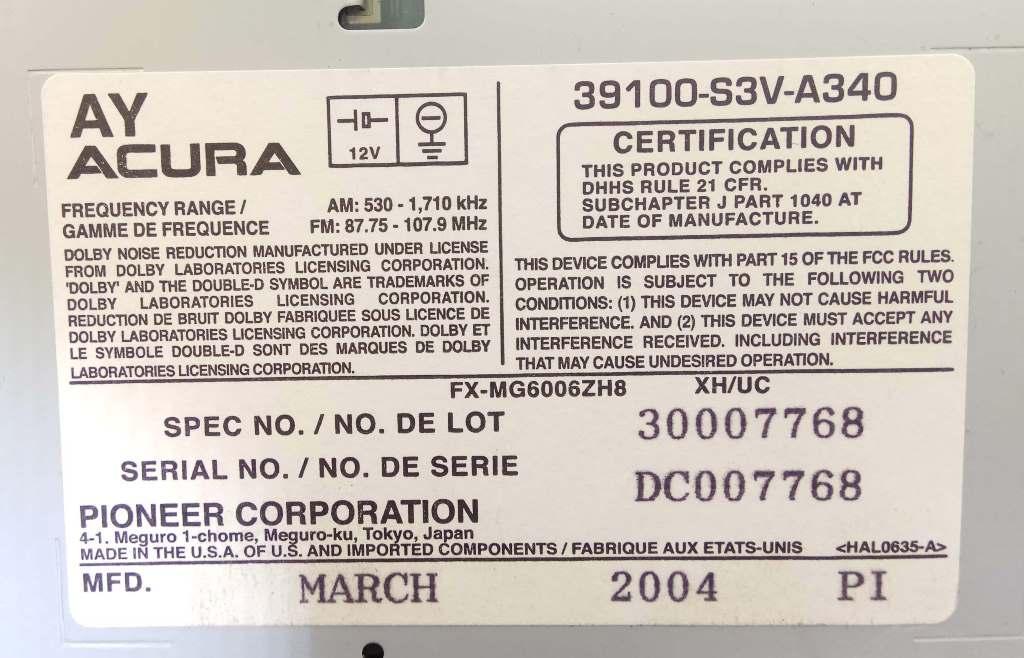 AY
ACURA
12V
FREQUENCY RANGE / AM: 530 - 1,710 kHz
GAMME DE FREQUENCE FM: 87.75 - 107.9 MHz
DOLBY NOISE REDUCTION MANUFACTURED UNDER LICENSE
FROM DOLBY LABORATORIES LICENSING CORPORATION.
'DOLBY' AND THE DOUBLE-D SYMBOL ARE TRADEMARKS OF
DOLBY LABORATORIES LICENSING CORPORATION.
REDUCTION DE BRUIT DOLBY FABRIQUEE SOUS LICENCE DE
DOLBY LABORATORIES LICENSING CORPORATION. DOLBY ET
LE SYMBOLE DOUBLE-D SONT DES MARQUES DE DOLBY
LABORATORIES LICENSING CORPORATION.
39100-S3V-A340
CERTIFICATION
THIS PRODUCT COMPLIES WITH
DHHS RULE 21 CFR.
SUBCHAPTER J PART 1040 AT
DATE OF MANUFACTURE.
THIS DEVICE COMPLIES WITH PART 15 OF THE FCC RULES.
OPERATION IS SUBJECT TO THE FOLLOWING TWO
CONDITIONS: (1) THIS DEVICE MAY NOT CAUSE HARMFUL
INTERFERENCE. AND (2) THIS DEVICE MUST ACCEPT ANY
INTERFERENCE RECEIVED. INCLUDING INTERFERENCE
THAT MAY CAUSE UNDESIRED OPERATION.
FX-MG6006ZH8 XH/UC
SPEC NO. / NO. DE LOT 30007768
SERIAL NO. / NO. DE SERIE DC007768
PIONEER CORPORATION
4-1. Meguro 1-chome, Meguro-ku, Tokyo, Japan
MADE IN THE U.S.A. OF U.S. AND IMPORTED COMPONENTS / FABRIQUE AUX ETATS-UNIS <HAL0635-A>
MFD. MARCH 2004 PI